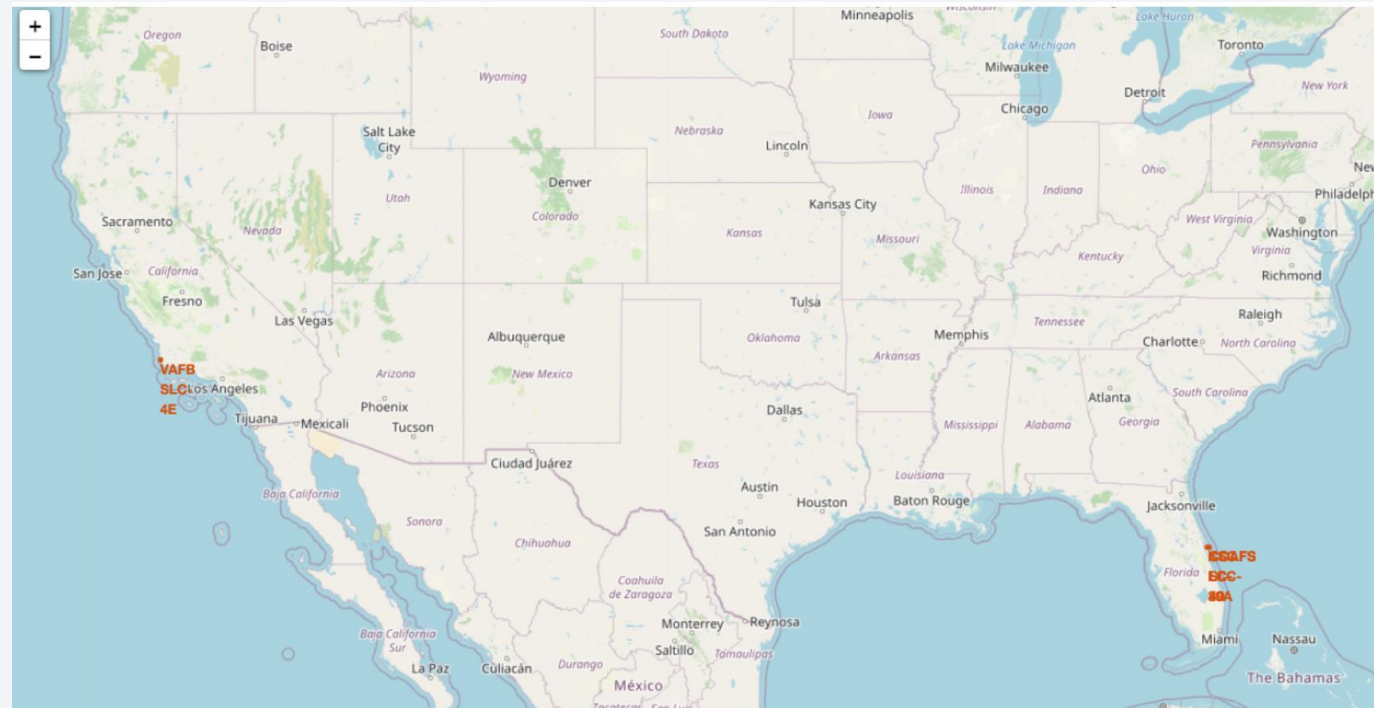 +
−
Oregon
Boise
Wyoming
South Dakota
Minneapolis
Wisconsin
Lake Huron
Toronto
Lake Michigan
Milwaukee
Detroit
New York
Chicago
Iowa
Salt Lake
City
Nebraska
Lincoln
Pennsylvania
Ohio
New
Philadelph
Denver
Utah
Colorado
Illinois
Indiana
Kansas City
Sacramento
Nevada
Kansas
Missouri
West Virginia
Washington
Virginia
San Jose
California
Kentucky
Richmond
Fresno
Las Vegas
Tulsa
Albuquerque
Oklahoma
Memphis
Tennessee
Raleigh
Charlotte
North Carolina
Arkansas
VAFB
SLC-
4E
Los Angeles
Arizona
New Mexico
South Carolina
Atlanta
Phoenix
Dallas
Tijuana
Mexicali
Tucson
Mississippi
Alabama
Georgia
Ciudad Juárez
Texas
Louisiana
Baja California
Austin
Houston
Baton Rouge
Jacksonville
Sonora
San Antonio
Chihuahua
Florida
Coahuila
de Zaragoza
Monterrey
Reynosa
Baja California
Sur
Saltillo
Tamaulipas
Miami
Nassau
La Paz
Culiacán
Durango
México
The Bahamas
Zacatecas